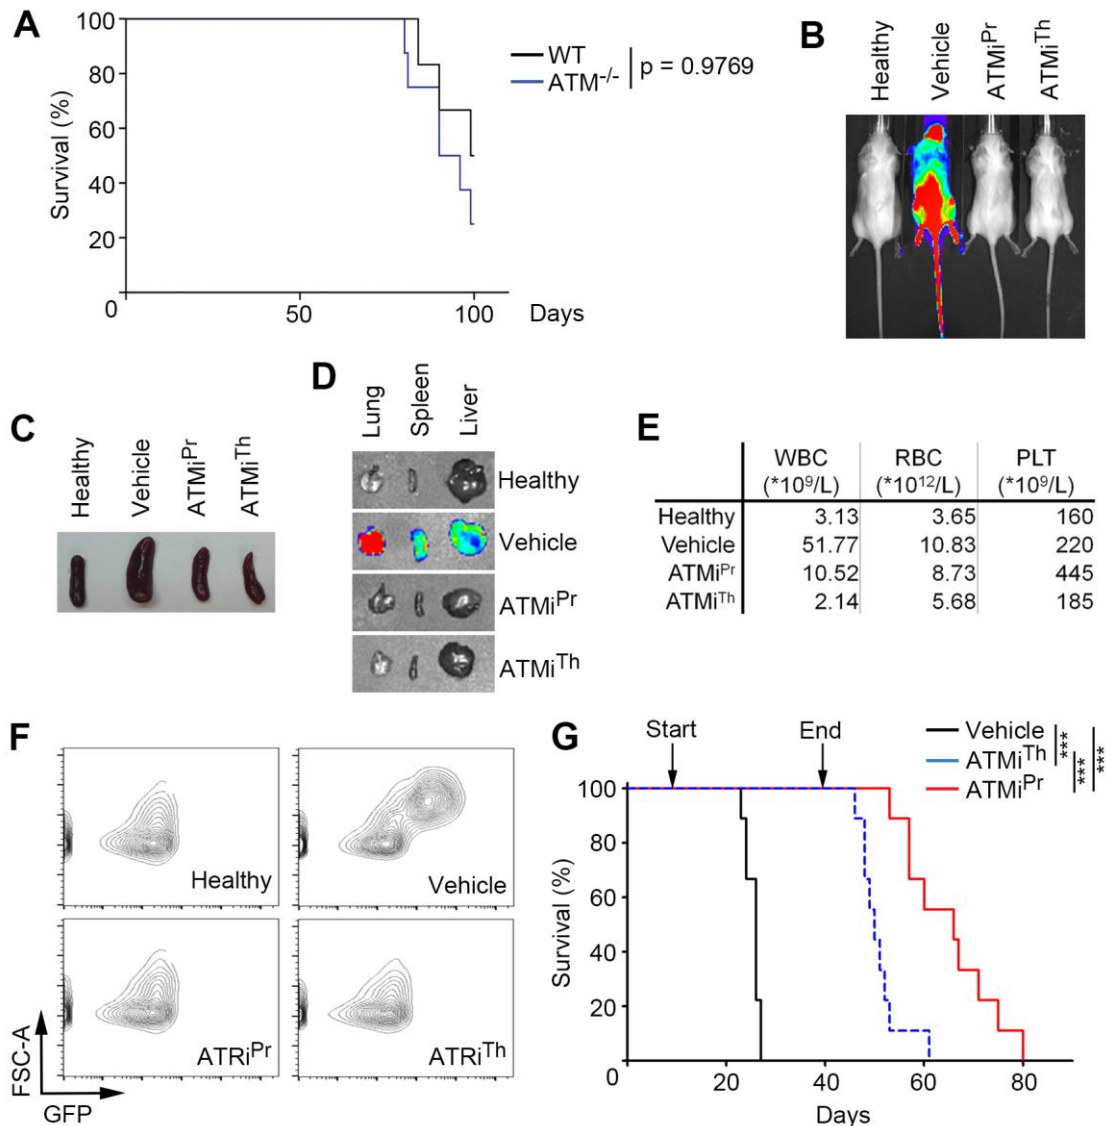 A
100
80
60
40
20
0
50
100
Survival (%)
Days
WT
ATM-/-
p = 0.9769
B
Healthy
Vehicle
ATMiPr
ATMiTh
C
Healthy
Vehicle
ATMiPr
ATMiTh
D
Lung
Spleen
Liver
Healthy
Vehicle
ATMiPr
ATMiTh
E
WBC RBC PLT
(*10⁹/L) (*10¹²/L) (*10⁹/L)
Healthy 3.13 3.65 160
Vehicle 51.77 10.83 220
ATMiPr 10.52 8.73 445
ATMiTh 2.14 5.68 185
F
Healthy
Vehicle
ATRiPr
ATRiTh
FSC-A
GFP
G
Start
End
Vehicle
ATMiTh
ATMiPr
***
***
***
100
80
60
40
20
0
20
40
60
80
Survival (%)
Days